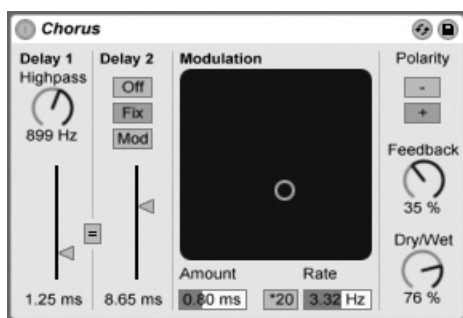 Chorus
Delay 1
Highpass
899 Hz
1.25 ms
=
Delay 2
Off
Fix
Mod
8.65 ms
Modulation
Amount
0.80 ms
*20
Rate
3.32 Hz
Polarity
-
+
Feedback
35 %
Dry/Wet
76 %